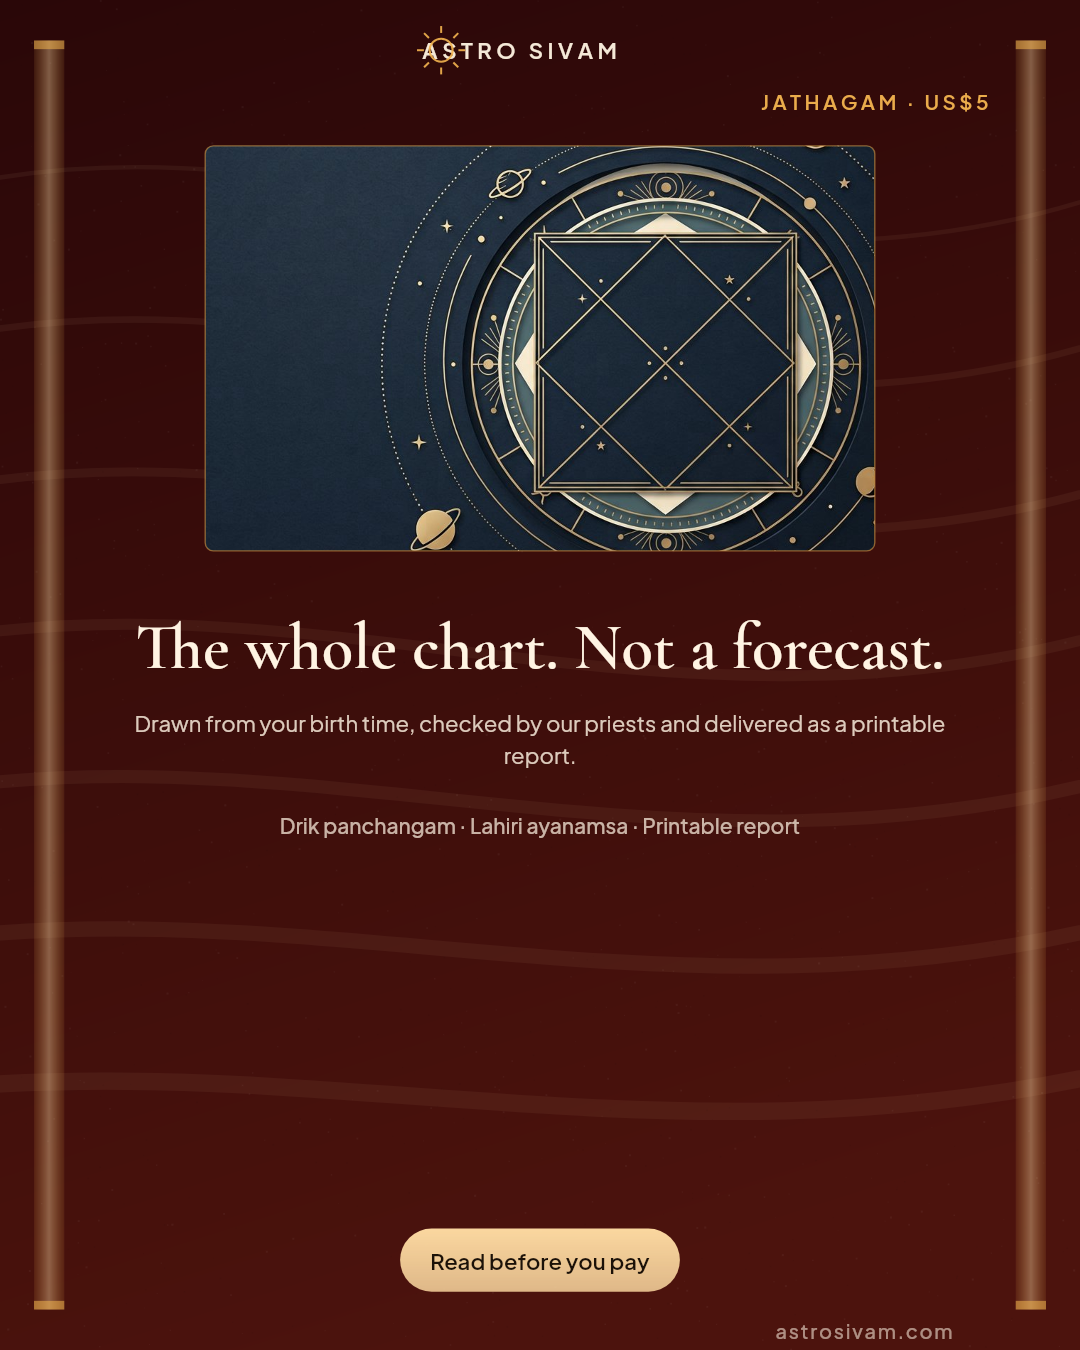 ASTRO SIVAM
JATHAGAM · US$5
The whole chart. Not a forecast.
Drawn from your birth time, checked by our priests and delivered as a printable
report.
Drik panchangam · Lahiri ayanamsa · Printable report
Read before you pay
astrosivam.com